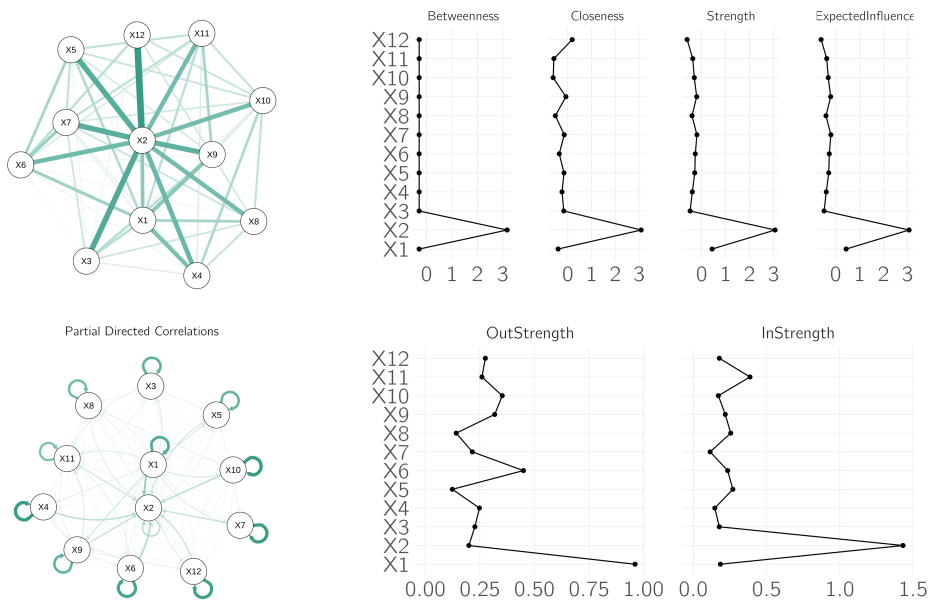 X12
X11
X5
X10
X7
X2
X9
X6
X1
X8
X3
X4
Betweenness Closeness Strength ExpectedInfluence
X12
X11
X10
X9
X8
X7
X6
X5
X4
X3
X2
X1
0 1 2 3 0 1 2 3 0 1 2 3 0 1 2 3
Partial Directed Correlations
X3
X8
X5
X11
X1
X10
X4
X2
X7
X9
X6
X12
OutStrength InStrength
X12
X11
X10
X9
X8
X7
X6
X5
X4
X3
X2
X1
0.00 0.25 0.50 0.75 1.00 0.0 0.5 1.0 1.5